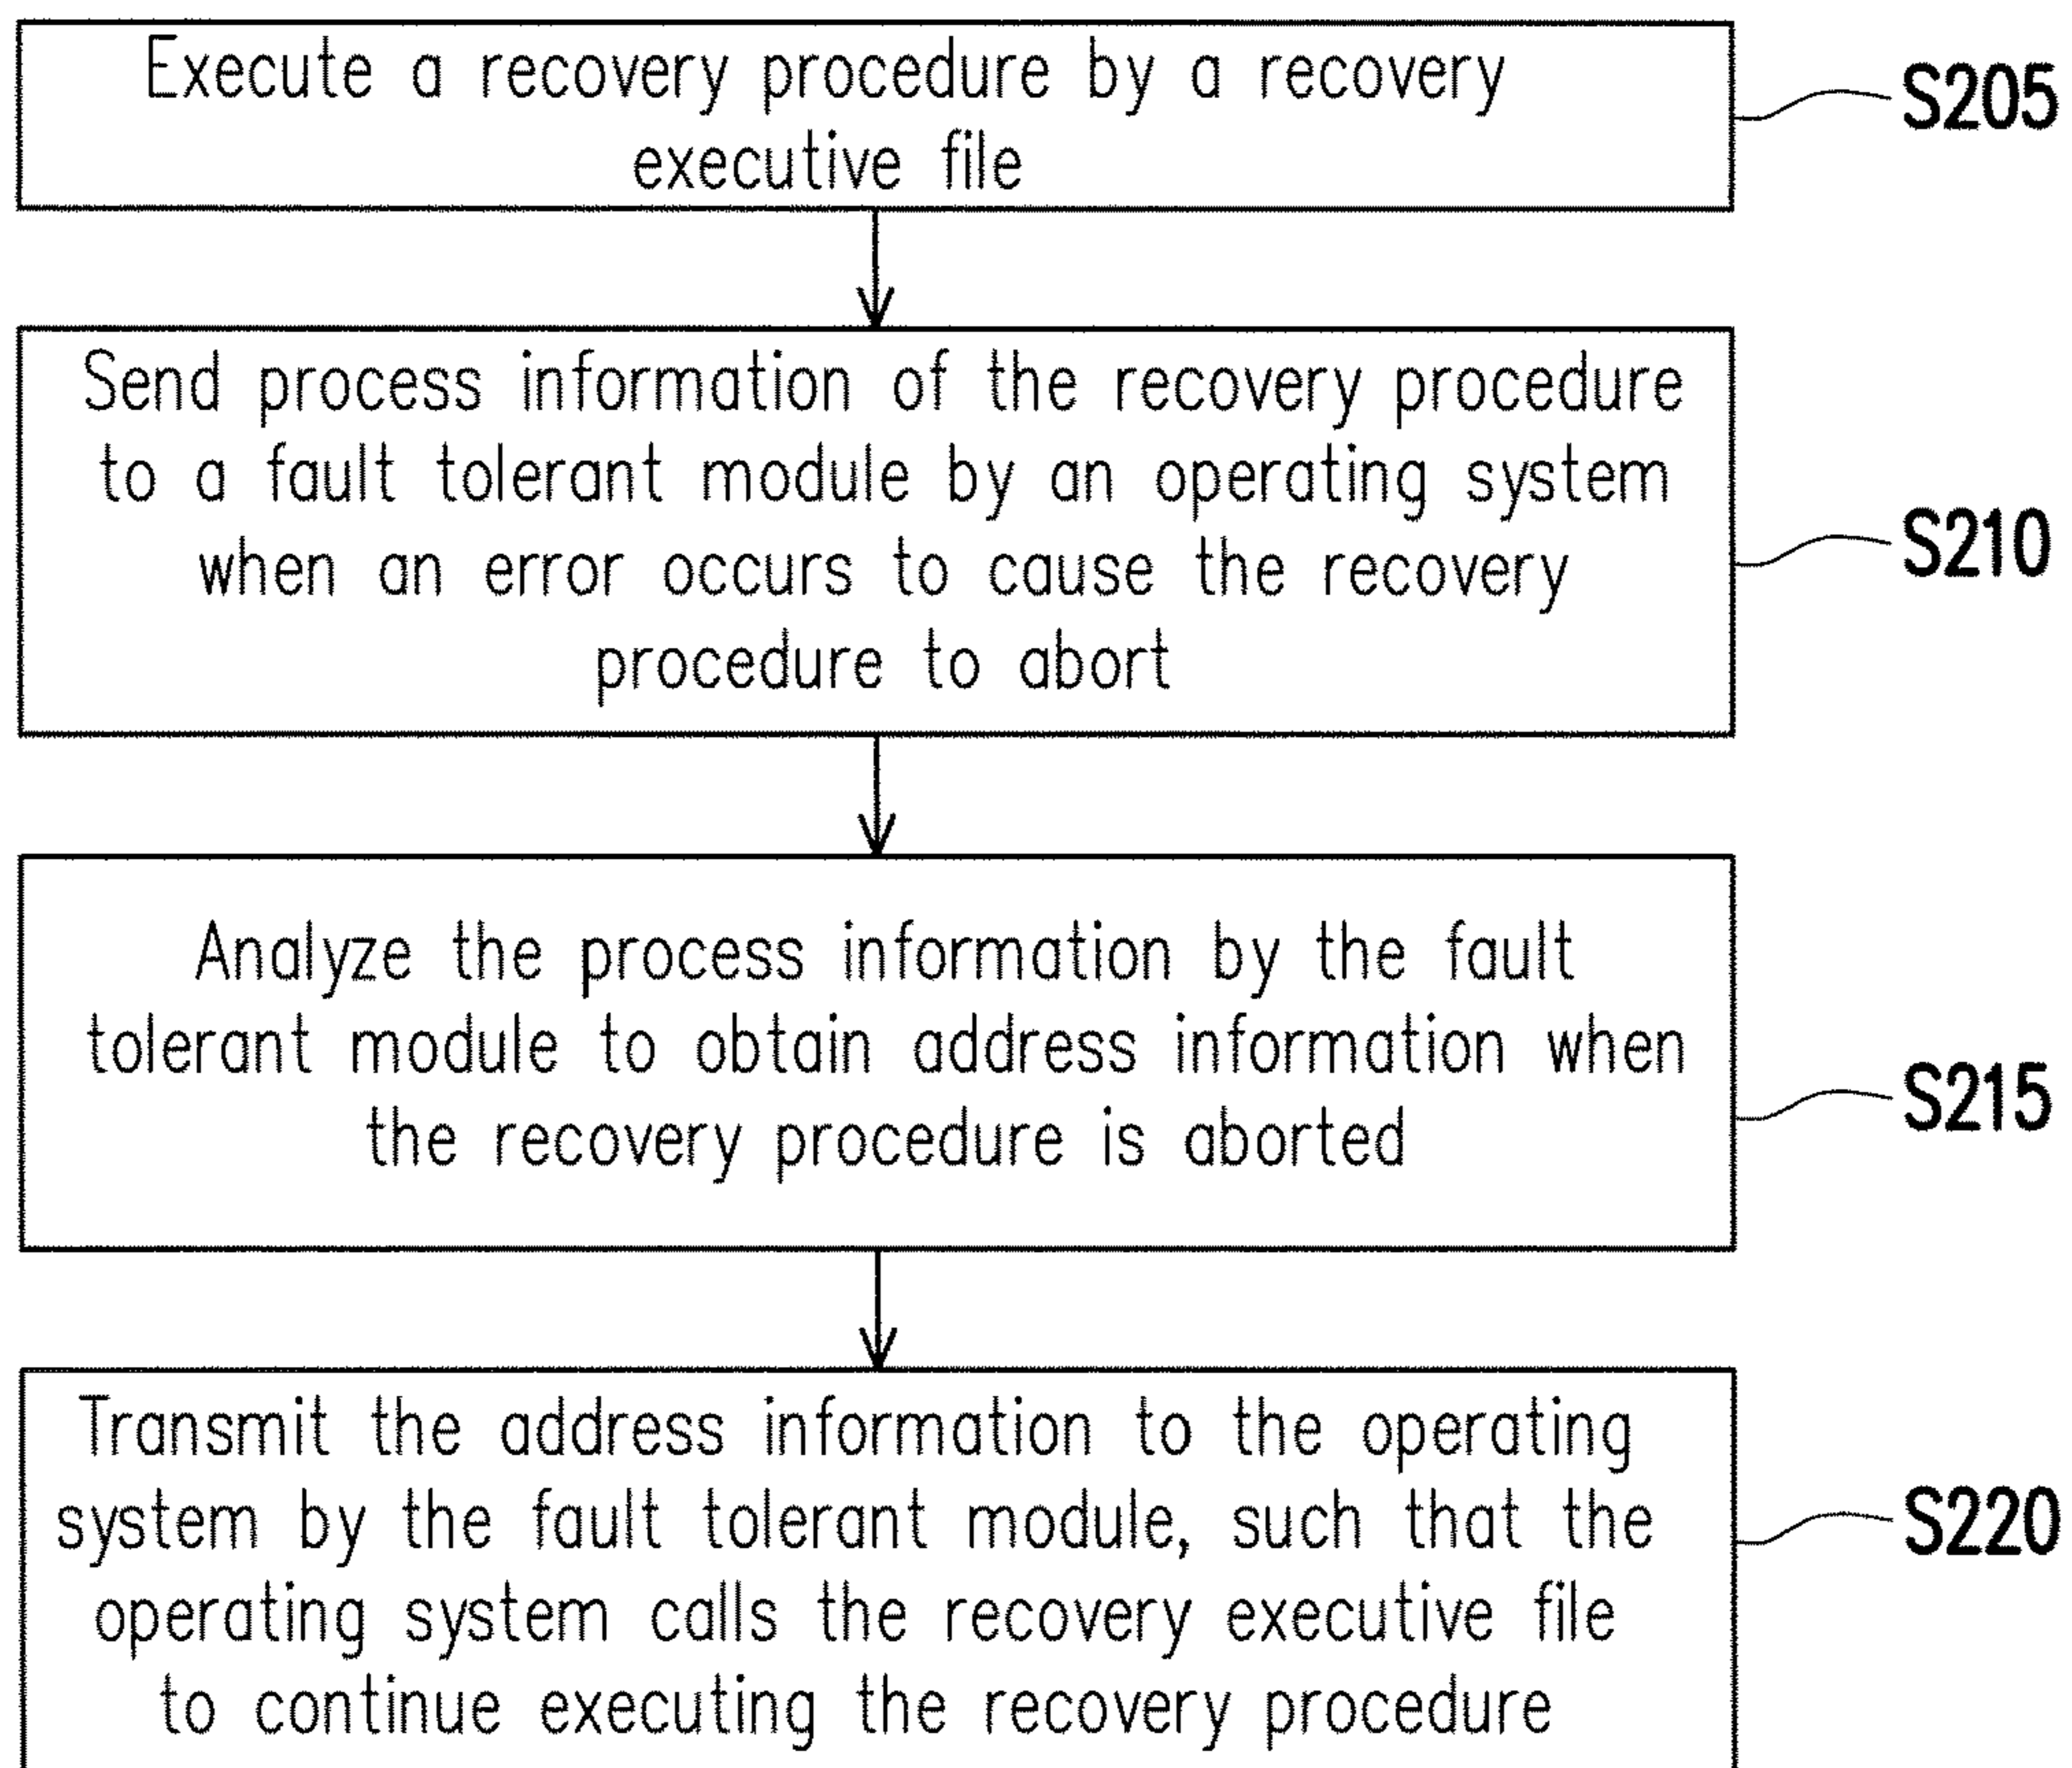 Execute a recovery procedure by a recovery
executive file
S205
Send process information of the recovery procedure
to a fault tolerant module by an operating system
when an error occurs to cause the recovery
procedure to abort
S210
Analyze the process information by the fault
tolerant module to obtain address information when
the recovery procedure is aborted
S215
Transmit the address information to the operating
system by the fault tolerant module, such that the
operating system calls the recovery executive file
to continue executing the recovery procedure
S220